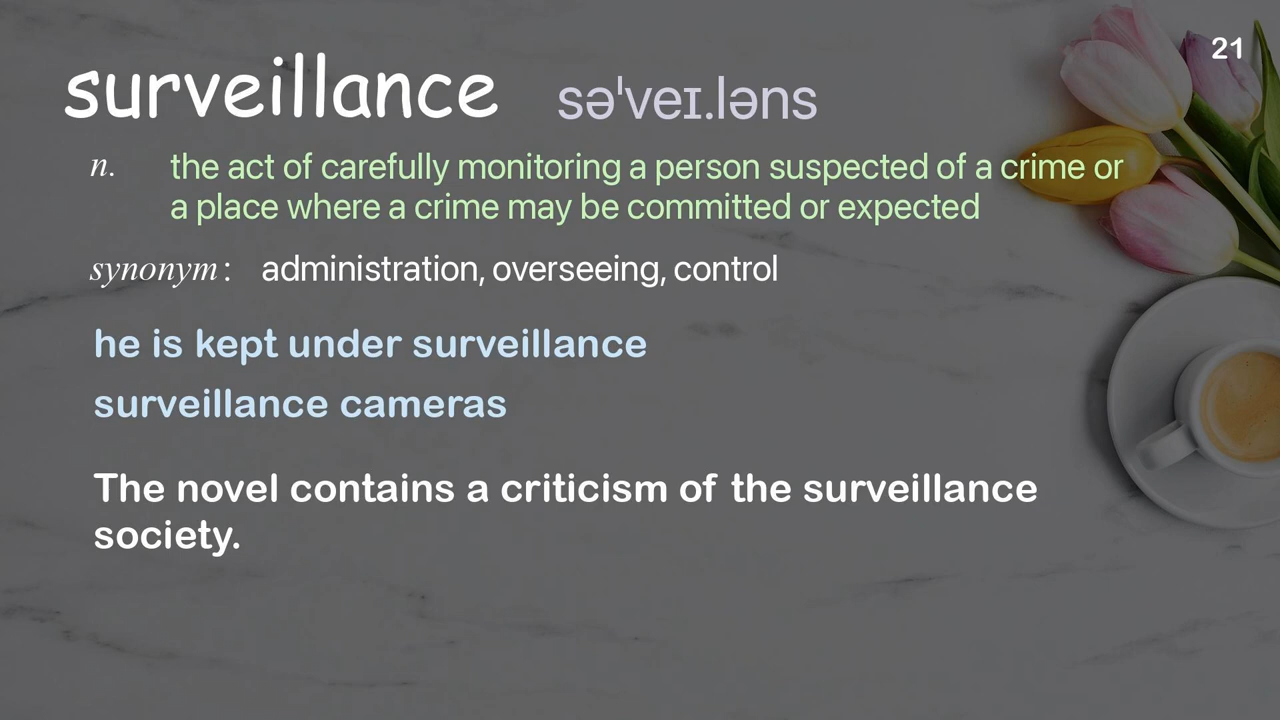 21
surveillance səˈveɪ.ləns
n. the act of carefully monitoring a person suspected of a crime or
a place where a crime may be committed or expected
synonym : administration, overseeing, control
he is kept under surveillance
surveillance cameras
The novel contains a criticism of the surveillance
society.